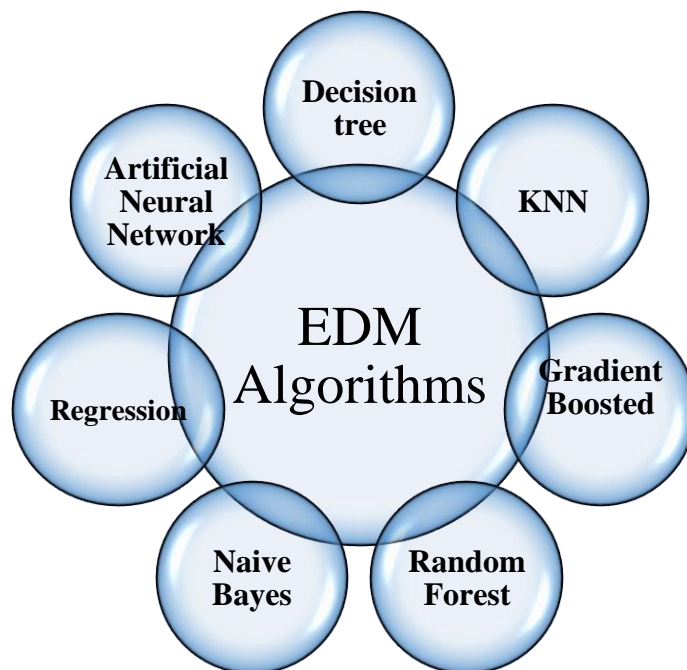 Decision
tree
KNN
Gradient
Boosted
Random
Forest
Naive
Bayes
Regression
Artificial
Neural
Network
EDM
Algorithms